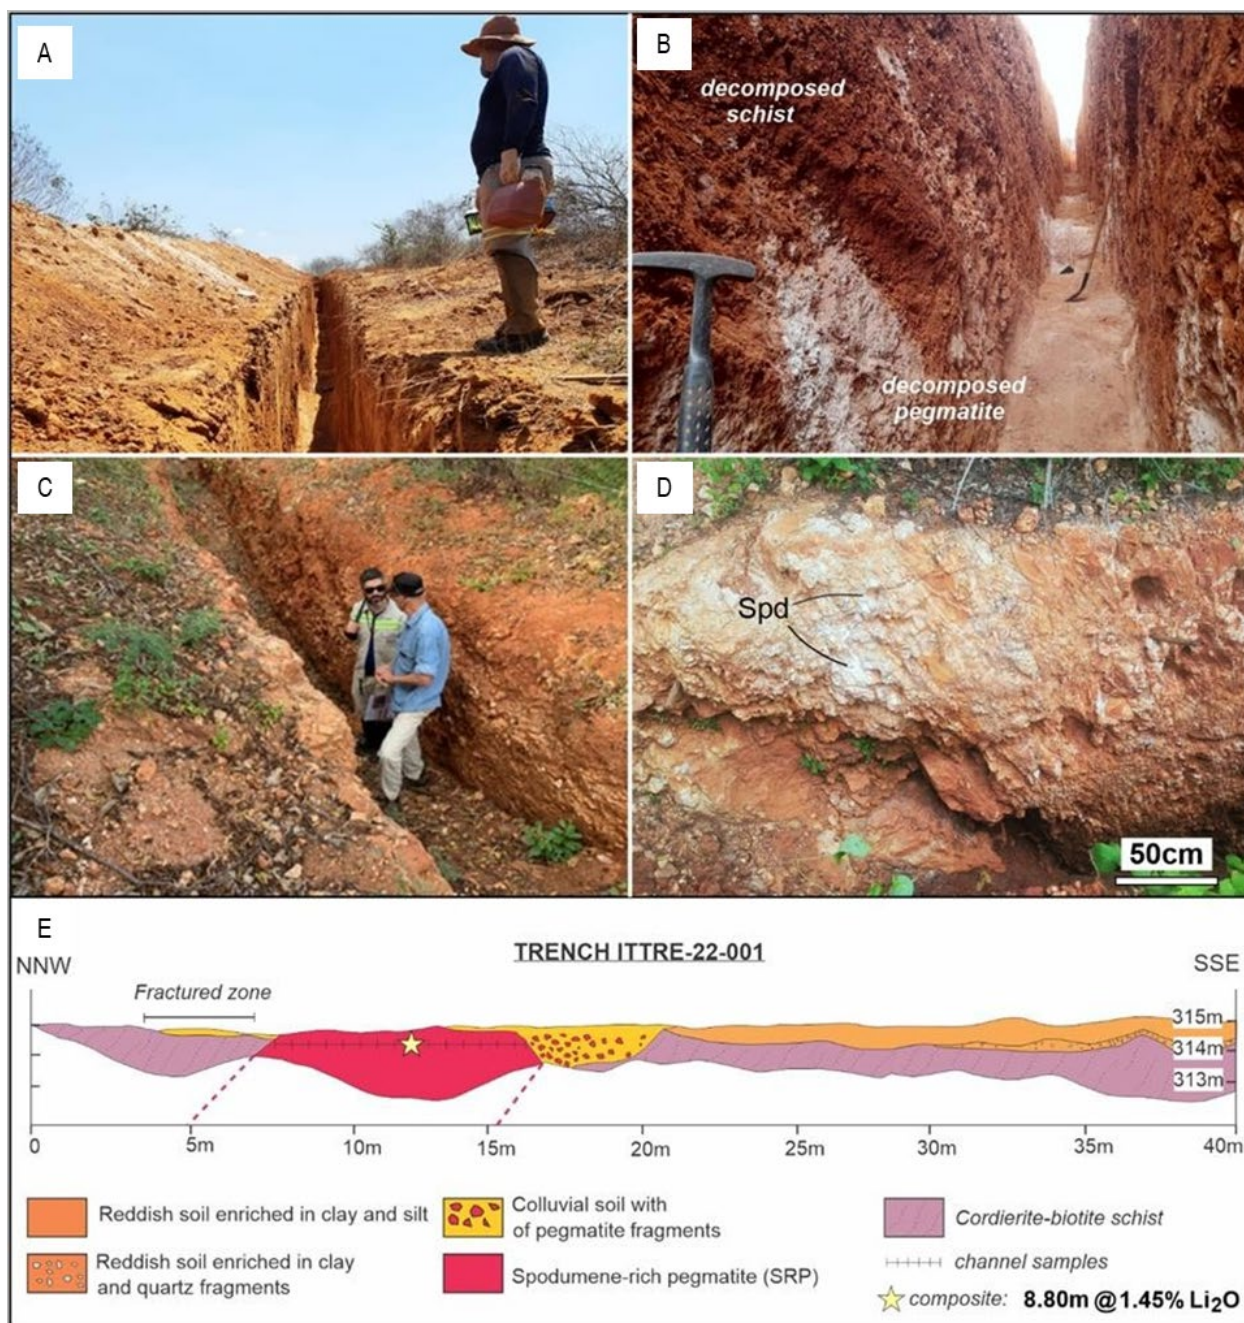 A
B
decomposed
schist
decomposed
pegmatite
C
D
Spd
50cm
E
TRENCH ITTRE-22-001
NNW
SSE
Fractured zone
315m
314m
313m
0
5m
10m
15m
20m
25m
30m
35m
40m
Reddish soil enriched in clay and silt
Colluvial soil with
of pegmatite fragments
Cordierite-biotite schist
Reddish soil enriched in clay
and quartz fragments
Spodumene-rich pegmatite (SRP)
channel samples
composite: 8.80m @1.45% Li₂O